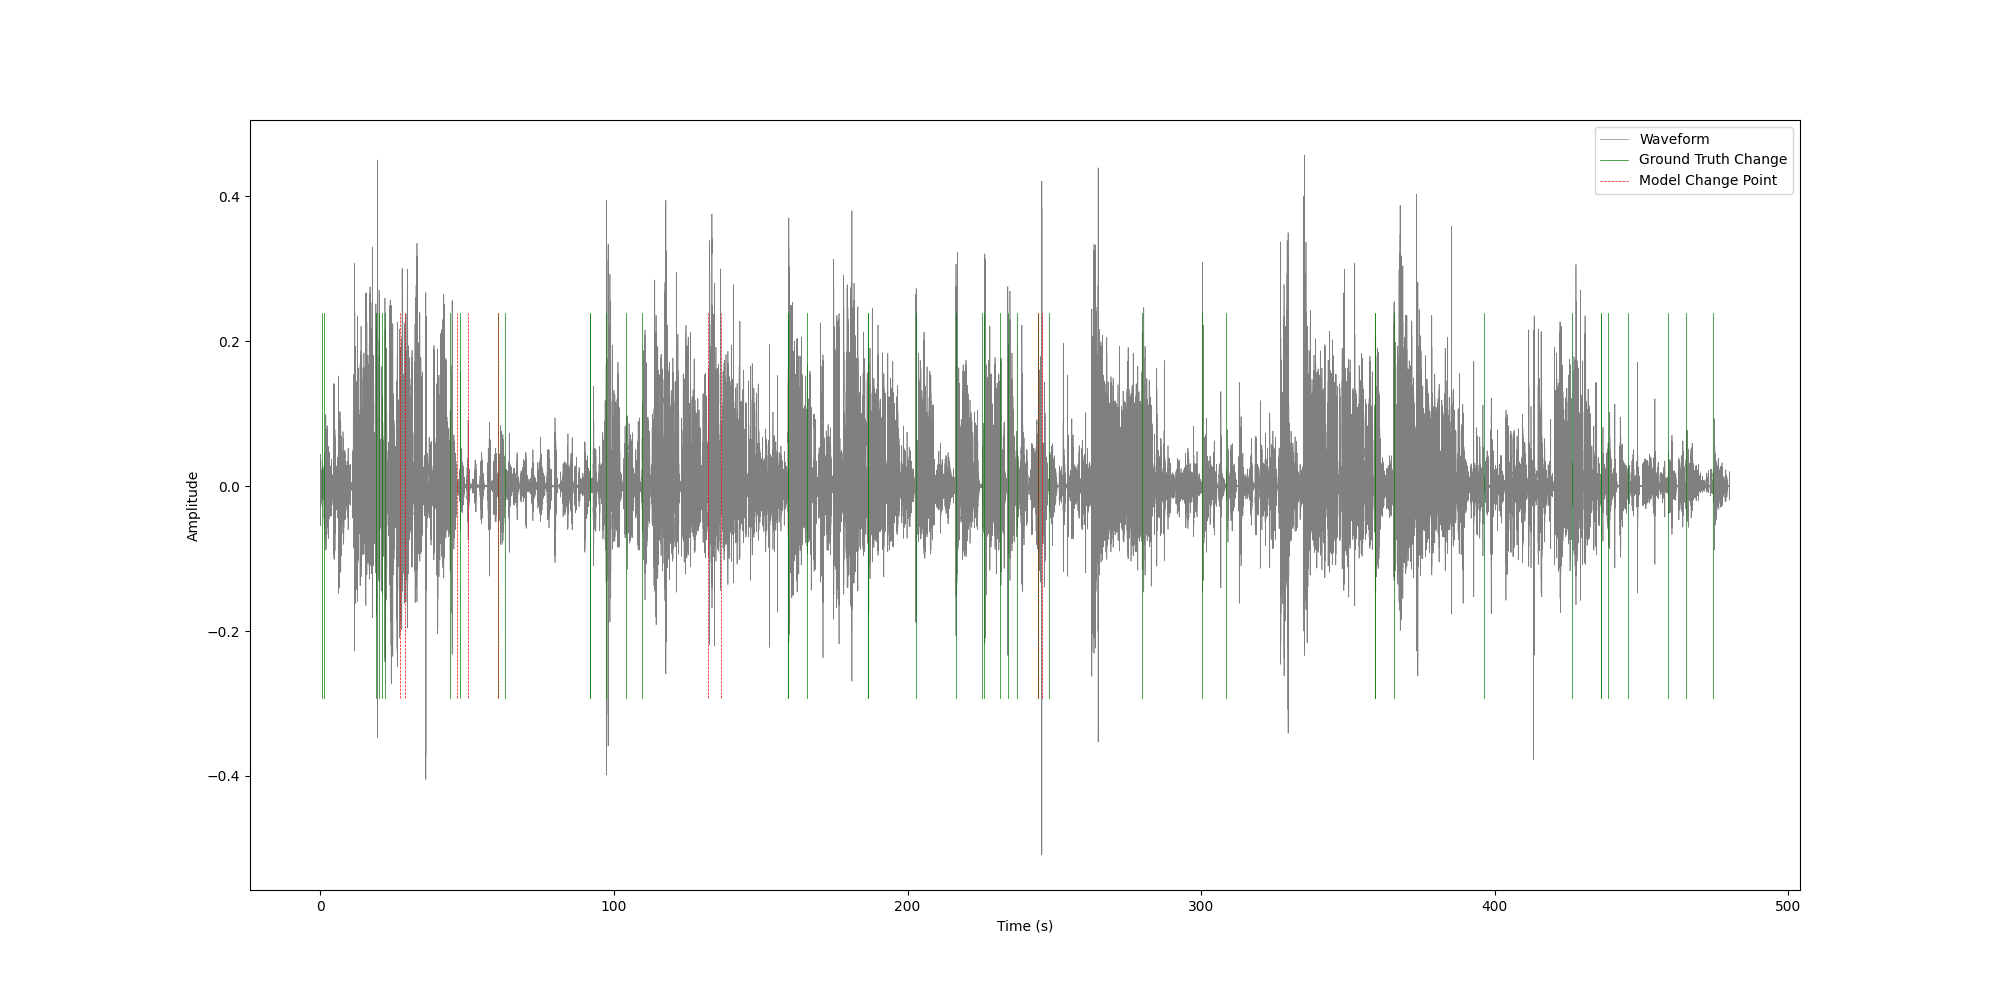 Waveform
Ground Truth Change
Model Change Point
0.4
0.2
0.0
−0.2
−0.4
Amplitude
0 100 200 300 400 500
Time (s)